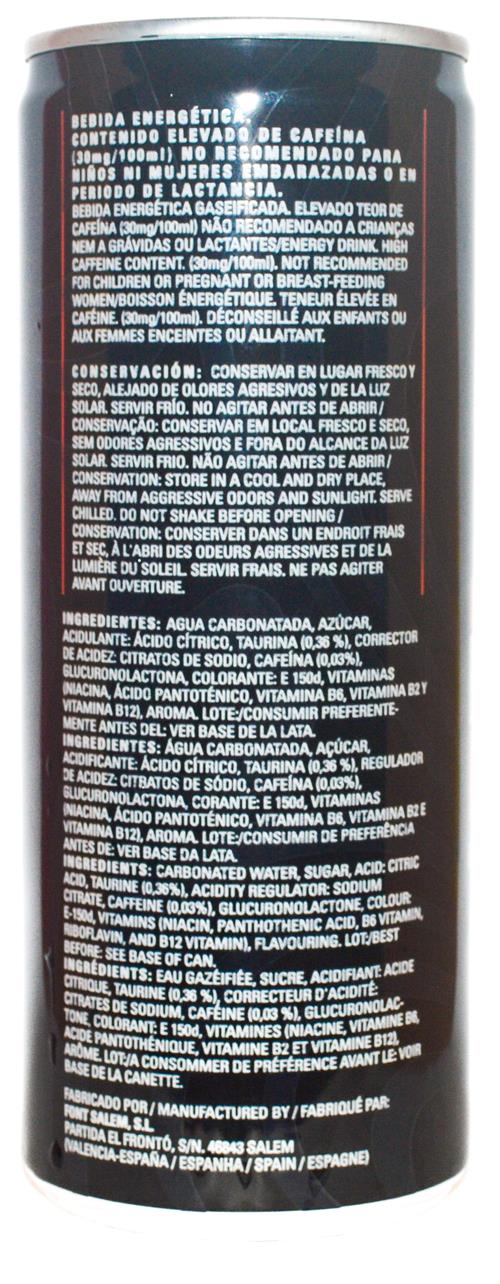 BEBIDA ENERGÉTICA.
CONTENIDO ELEVADO DE CAFEÍNA
(30mg/100ml) NO RECOMENDADO PARA
NIÑOS NI MUJERES EMBARAZADAS O EN
PERIODO DE LACTANCIA.
BEBIDA ENERGÉTICA GASEIFICADA. ELEVADO TEOR DE
CAFEÍNA (30mg/100ml) NÃO RECOMENDADO A CRIANÇAS
NEM A GRÁVIDAS OU LACTANTES/ENERGY DRINK. HIGH
CAFFEINE CONTENT. (30mg/100ml). NOT RECOMMENDED
FOR CHILDREN OR PREGNANT OR BREAST-FEEDING
WOMEN/BOISSON ÉNERGÉTIQUE. TENEUR ÉLEVÉE EN
CAFÉINE. (30mg/100ml). DÉCONSEILLÉ AUX ENFANTS OU
AUX FEMMES ENCEINTES OU ALLAITANT.
CONSERVACIÓN: CONSERVAR EN LUGAR FRESCO Y
SECO, ALEJADO DE OLORES AGRESIVOS Y DE LA LUZ
SOLAR. SERVIR FRÍO. NO AGITAR ANTES DE ABRIR/
CONSERVAÇÃO: CONSERVAR EM LOCAL FRESCO E SECO,
SEM ODORES AGRESSIVOS E FORA DO ALCANCE DA LUZ
SOLAR. SERVIR FRIO. NÃO AGITAR ANTES DE ABRIR/
CONSERVATION: STORE IN A COOL AND DRY PLACE,
AWAY FROM AGGRESSIVE ODORS AND SUNLIGHT. SERVE
CHILLED. DO NOT SHAKE BEFORE OPENING/
CONSERVATION: CONSERVER DANS UN ENDROIT FRAIS
ET SEC, À L'ABRI DES ODEURS AGRESSIVES ET DE LA
LUMIÈRE DU SOLEIL. SERVIR FRAIS. NE PAS AGITER
AVANT OUVERTURE.
INGREDIENTES: AGUA CARBONATADA, AZÚCAR,
ACIDULANTE: ÁCIDO CÍTRICO, TAURINA (0,36 %), CORRECTOR
DE ACIDEZ: CITRATOS DE SODIO, CAFEÍNA (0,03%),
GLUCURONOLACTONA, COLORANTE: E 150d, VITAMINAS
(NIACINA, ÁCIDO PANTOTÉNICO, VITAMINA B6, VITAMINA B2 Y
VITAMINA B12), AROMA. LOTE:/CONSUMIR PREFERENTE-
MENTE ANTES DEL: VER BASE DE LA LATA.
INGREDIENTES: ÁGUA CARBONATADA, AÇÚCAR,
ACIDIFICANTE: ÁCIDO CÍTRICO, TAURINA (0,36 %), REGULADOR
DE ACIDEZ: CITRATOS DE SÓDIO, CAFEÍNA (0,03%),
GLUCURONOLACTONA, CORANTE: E 150d, VITAMINAS
(NIACINA, ÁCIDO PANTOTÉNICO, VITAMINA B6, VITAMINA B2 E
VITAMINA B12), AROMA. LOTE:/CONSUMIR DE PREFERÊNCIA
ANTES DE: VER BASE DA LATA.
INGREDIENTS: CARBONATED WATER, SUGAR, ACID: CITRIC
ACID, TAURINE (0,36%), ACIDITY REGULATOR: SODIUM
CITRATE, CAFFEINE (0,03%), GLUCURONOLACTONE, COLOUR:
E-150d, VITAMINS (NIACIN, PANTHOTHENIC ACID, B6 VITAMIN,
RIBOFLAVIN, AND B12 VITAMIN), FLAVOURING. LOT:/BEST
BEFORE: SEE BASE OF CAN.
INGRÉDIENTS: EAU GAZÉIFIÉE, SUCRE, ACIDIFIANT: ACIDE
CITRIQUE, TAURINE (0,36 %), CORRECTEUR D'ACIDITÉ:
CITRATES DE SODIUM, CAFÉINE (0,03 %), GLUCURONOLAC-
TONE, COLORANT: E 150d, VITAMINES (NIACINE, VITAMINE B6,
ACIDE PANTOTHÉNIQUE, VITAMINE B2 ET VITAMINE B12),
ARÔME. LOT:/A CONSOMMER DE PRÉFÉRENCE AVANT LE: VOIR
BASE DE LA CANETTE.
FABRICADO POR / MANUFACTURED BY / FABRIQUÉ PAR:
FONT SALEM, S.L.
PARTIDA EL FRONTÓ, S/N. 46843 SALEM
(VALENCIA-ESPAÑA / ESPANHA / SPAIN / ESPAGNE)